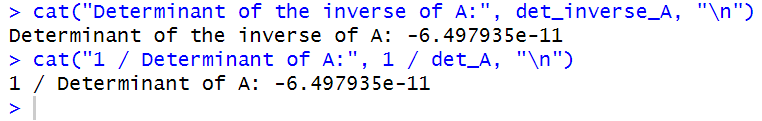 > cat("Determinant of the inverse of A:", det_inverse_A, "\n")
Determinant of the inverse of A: -6.497935e-11
> cat("1 / Determinant of A:", 1 / det_A, "\n")
1 / Determinant of A: -6.497935e-11
>